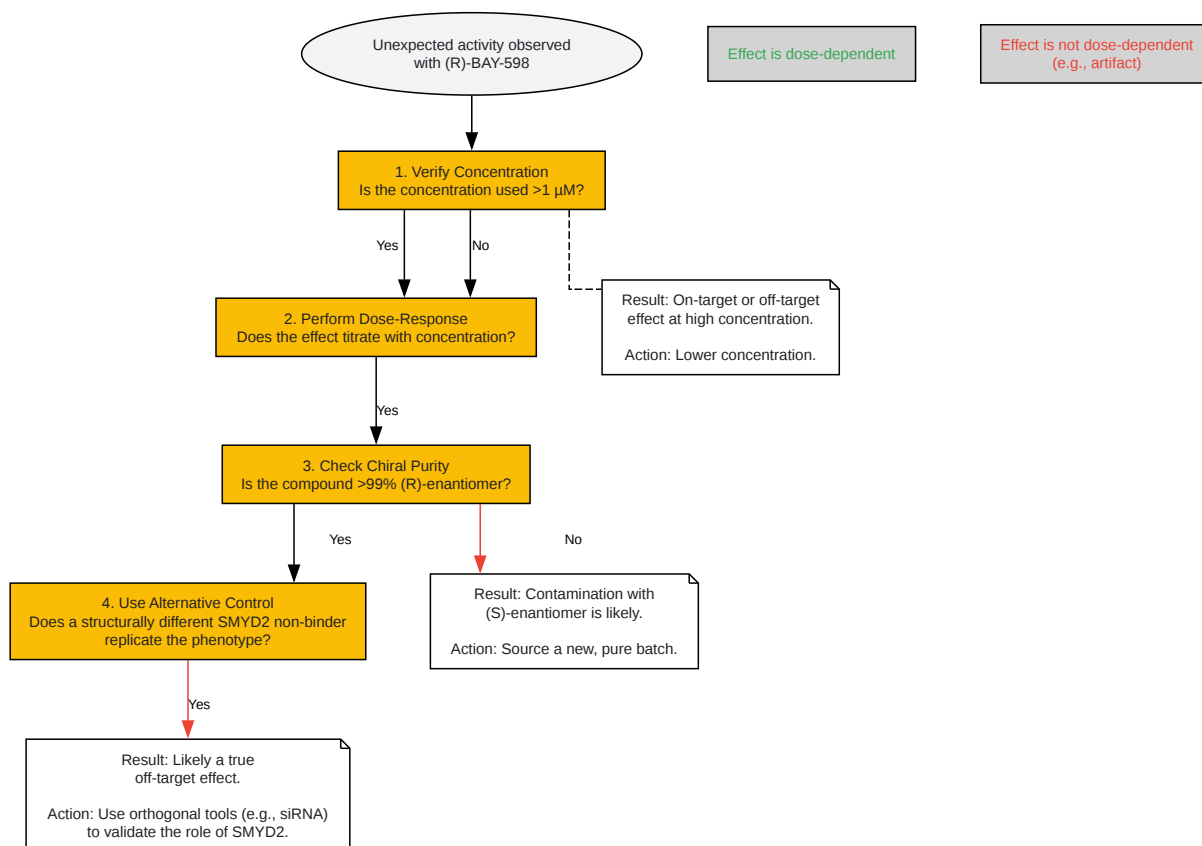 Unexpected activity observed
with (R)-BAY-598
Effect is dose-dependent
Effect is not dose-dependent
(e.g., artifact)
1. Verify Concentration
Is the concentration used >1 µM?
Yes
No
Result: On-target or off-target
effect at high concentration.
Action: Lower concentration.
2. Perform Dose-Response
Does the effect titrate with concentration?
Yes
3. Check Chiral Purity
Is the compound >99% (R)-enantiomer?
Yes
No
4. Use Alternative Control
Does a structurally different SMYD2 non-binder
replicate the phenotype?
Result: Contamination with
(S)-enantiomer is likely.
Action: Source a new, pure batch.
Yes
Result: Likely a true
off-target effect.
Action: Use orthogonal tools (e.g., siRNA)
to validate the role of SMYD2.